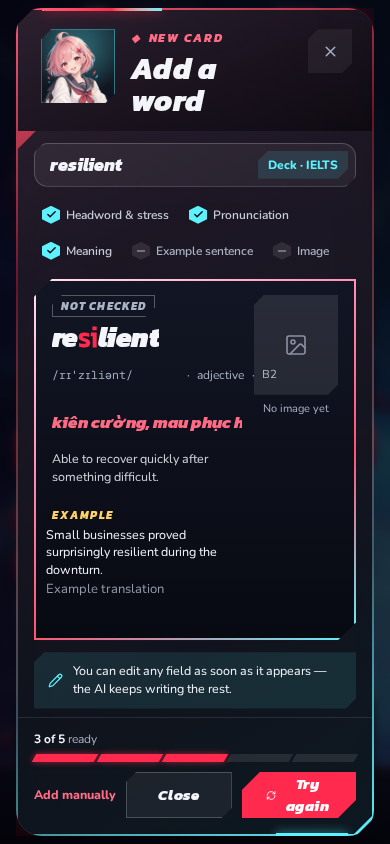 ◆ NEW CARD
Add a
word
resilient
Deck · IELTS
Headword & stress
Pronunciation
Meaning
Example sentence
Image
NOT CHECKED
resilient
/rɪˈzɪliənt/ · adjective · B2
No image yet
kiên cường, mau phục h
Able to recover quickly after
something difficult.
EXAMPLE
Small businesses proved
surprisingly resilient during the
downturn.
Example translation
You can edit any field as soon as it appears —
the AI keeps writing the rest.
3 of 5 ready
Add manually
Close
Try
again